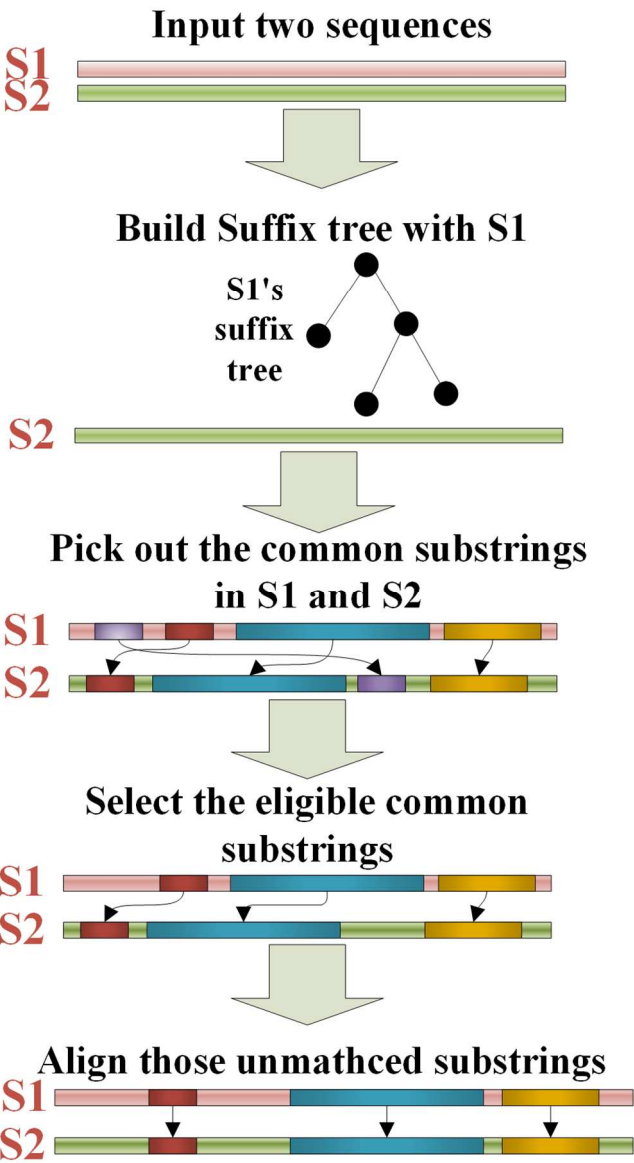 Input two sequences
S1
S2
Build Suffix tree with S1
S1's
suffix
tree
S2
Pick out the common substrings
in S1 and S2
S1
S2
Select the eligible common
substrings
S1
S2
Align those unmathced substrings
S1
S2